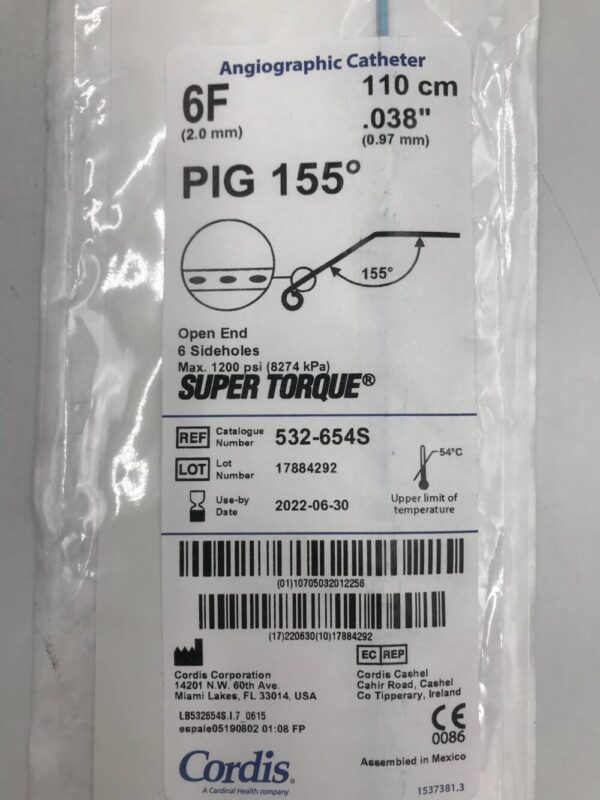 Angiographic Catheter
6F
(2.0 mm)
110 cm
.038"
(0.97 mm)
PIG 155°
155°
Open End
6 Sideholes
Max. 1200 psi (8274 kPa)
SUPER TORQUE®
REF Catalogue Number 532-654S
LOT Lot Number 17884292
Use-by Date 2022-06-30
54°C
Upper limit of
temperature
(01)10705032012256
(17)220630(10)17884292
Cordis Corporation
14201 N.W. 60th Ave.
Miami Lakes, FL 33014, USA
EC REP
Cordis Cashel
Cahir Road, Cashel
Co Tipperary, Ireland
LB532654S.I.7_0615
espale05190802 01:08 FP
CE
0086
Assembled in Mexico
Cordis.
A Cardinal Health company
1537381.3